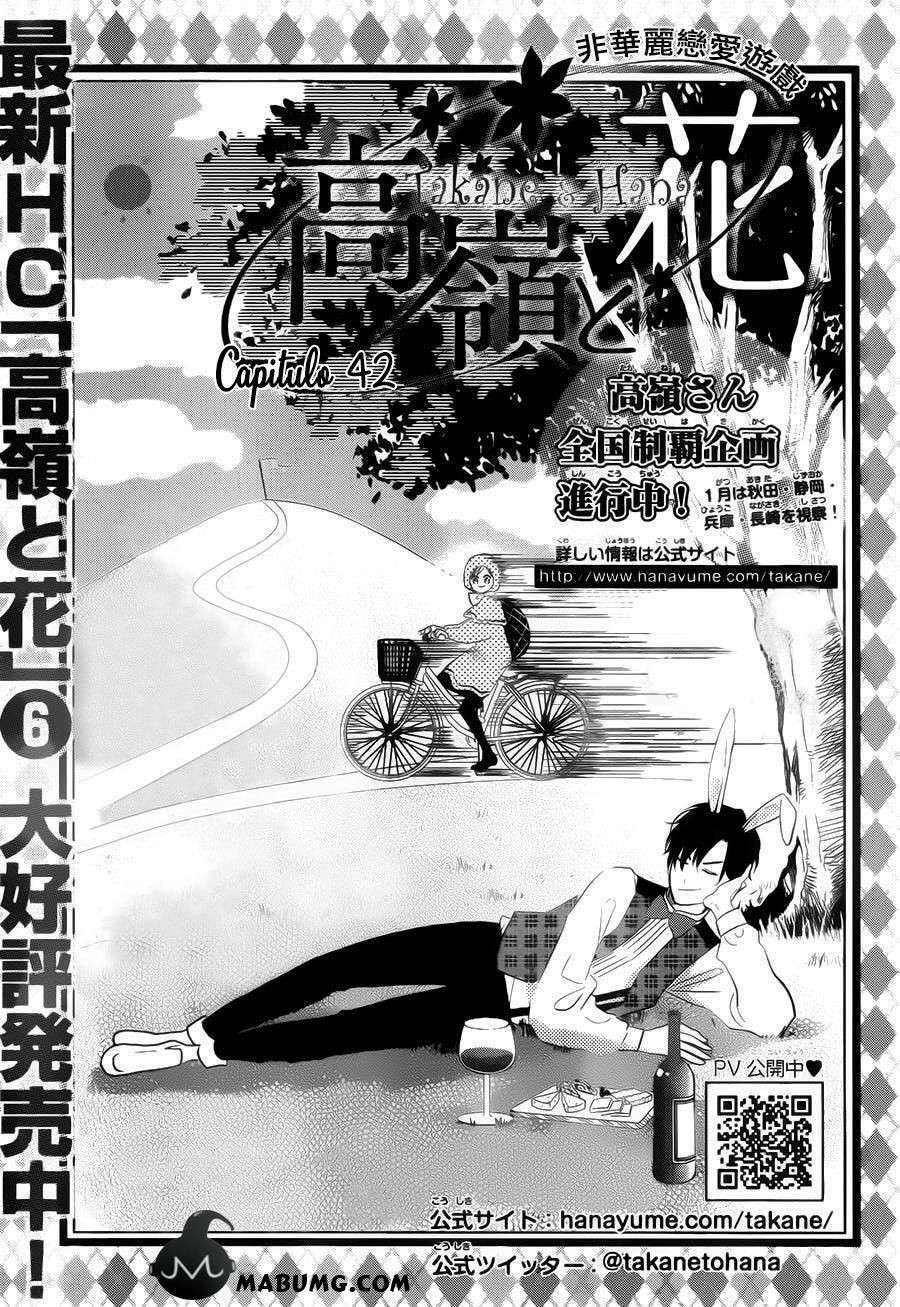 最新HC「高嶺と花」6大好評発売中!
非華麗戀愛遊戲
高嶺と花
Takane & Hana
Capitulo 42
高嶺さん
全国制覇企画
進行中!
1月は秋田・静岡・
兵庫・長崎を視察!
詳しい情報は公式サイト
http://www.hanayume.com/takane/
PV公開中♥
公式サイト:hanayume.com/takane/
公式ツイッター:@takanetohana
M
MABUMG.COM